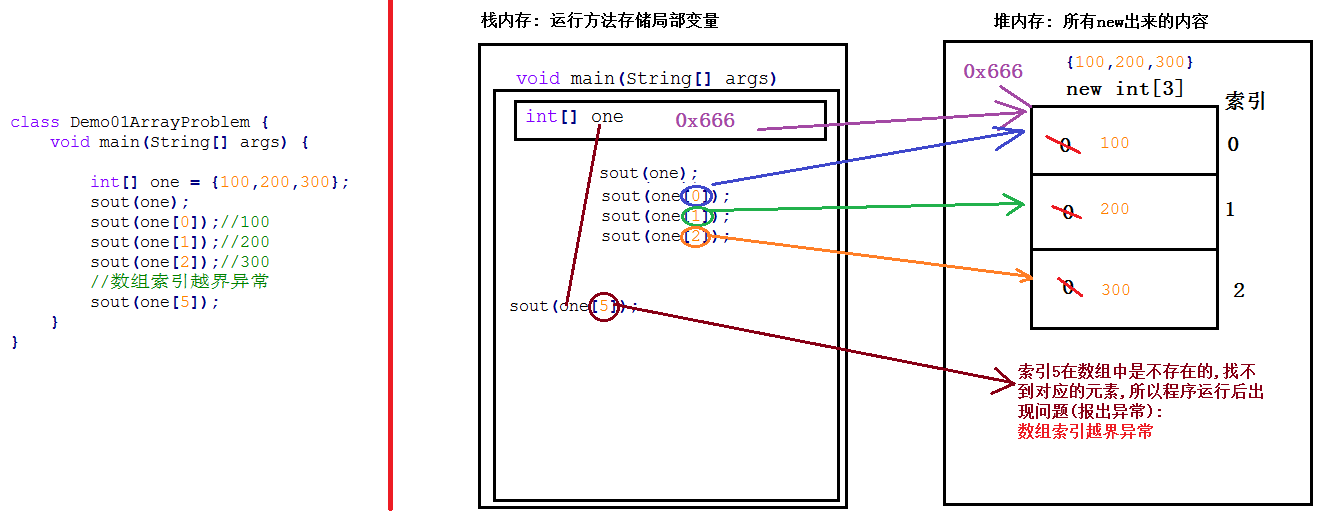 class Demo01ArrayProblem {
void main(String[] args) {
int[] one = {100,200,300};
sout(one);
sout(one[0]);//100
sout(one[1]);//200
sout(one[2]);//300
//数组索引越界异常
sout(one[5]);
}
}
栈内存: 运行方法存储局部变量
void main(String[] args)
int[] one 0x666
sout(one);
sout(one[0]);
sout(one[1]);
sout(one[2]);
sout(one[5]);
堆内存: 所有new出来的内容
{100,200,300}
0x666
new int[3]
索引
0 100 0
0 200 1
0 300 2
索引5在数组中是不存在的,找不
到对应的元素,所以程序运行后出
现问题(报出异常):
数组索引越界异常